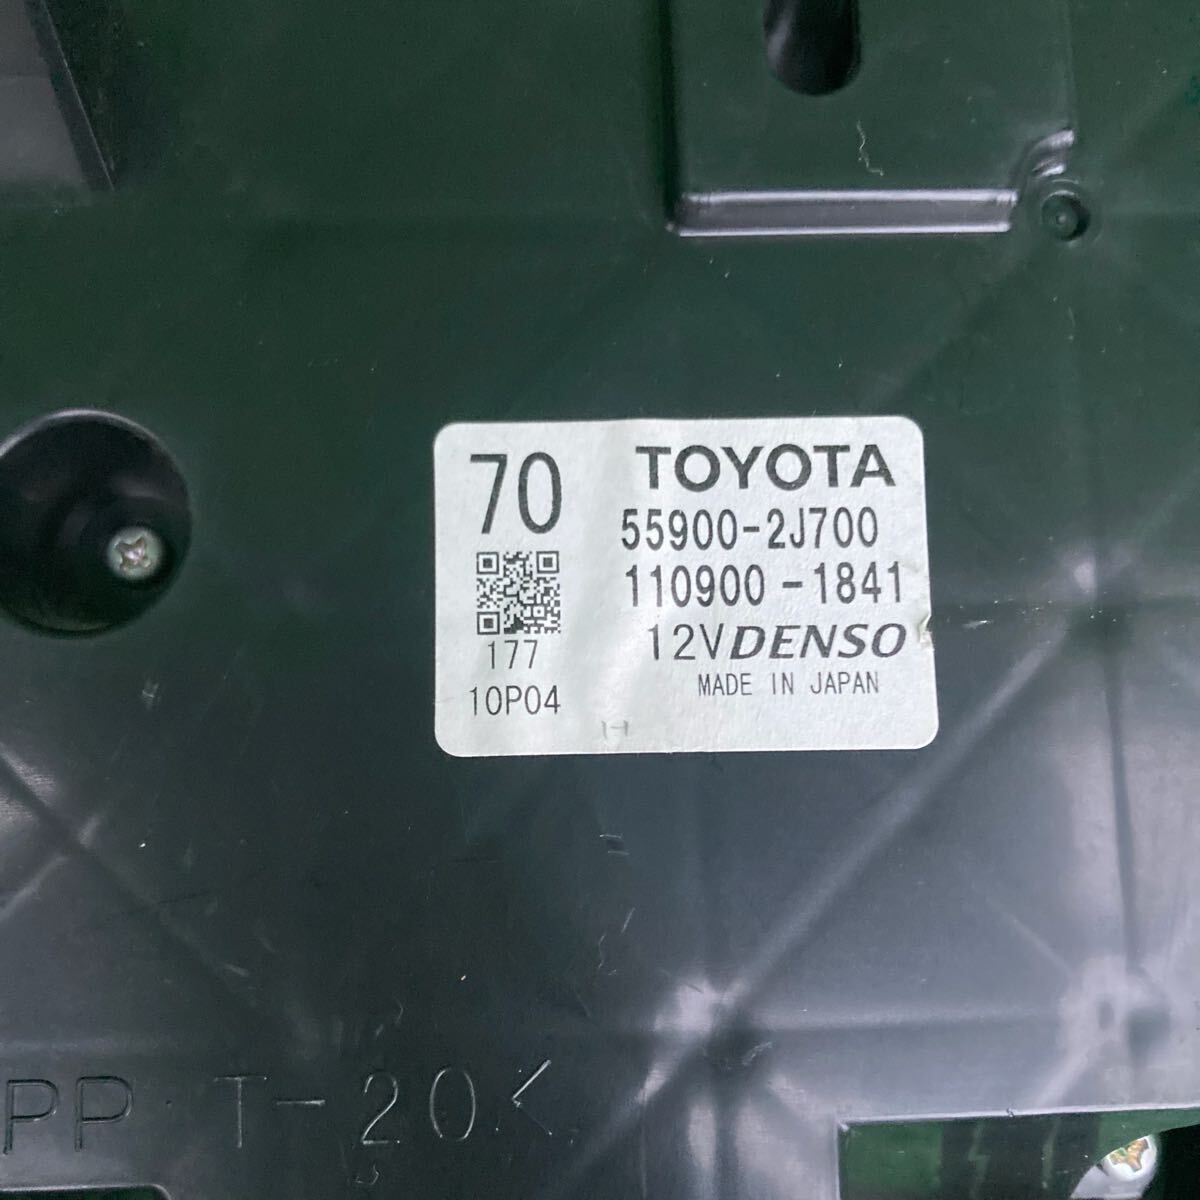 70
TOYOTA
55900-2J700
110900-1841
12V DENSO
MADE IN JAPAN
177
10P04
PP T-20<